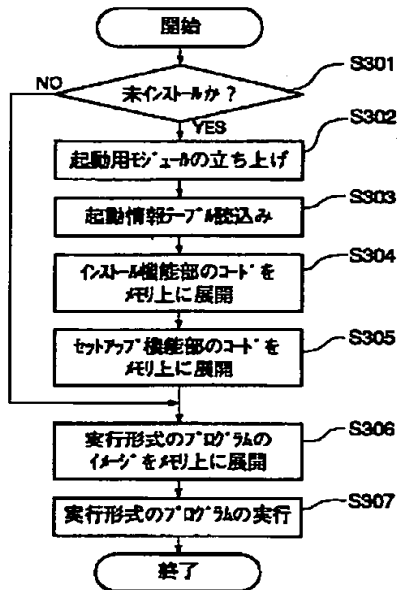 開始
S301
NO
未インストールか?
YES
S302
起動用モジュールの立ち上げ
S303
起動情報テーブル読込み
S304
インストール機能部のコードを
メモリ上に展開
S305
セットアップ機能部のコードを
メモリ上に展開
S306
実行形式のプログラムの
イメージをメモリ上に展開
S307
実行形式のプログラムの実行
終了